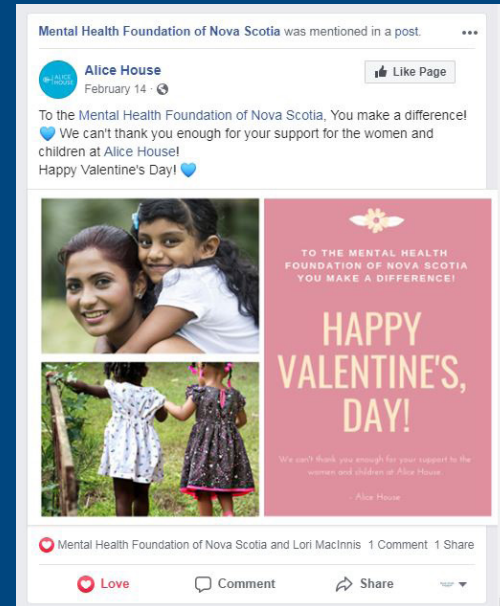 Mental Health Foundation of Nova Scotia was mentioned in a post.
ALICE HOUSE
Alice House
February 14 ·
Like Page
To the Mental Health Foundation of Nova Scotia, You make a difference!
💙 We can't thank you enough for your support for the women and
children at Alice House!
Happy Valentine's Day! 💙
TO THE MENTAL HEALTH
FOUNDATION OF NOVA SCOTIA
YOU MAKE A DIFFERENCE!
HAPPY
VALENTINE'S,
DAY!
We can't thank you enough for your support to the
women and children at Alice House
- Alice House
Mental Health Foundation of Nova Scotia and Lori MacInnis 1 Comment 1 Share
Love Comment Share